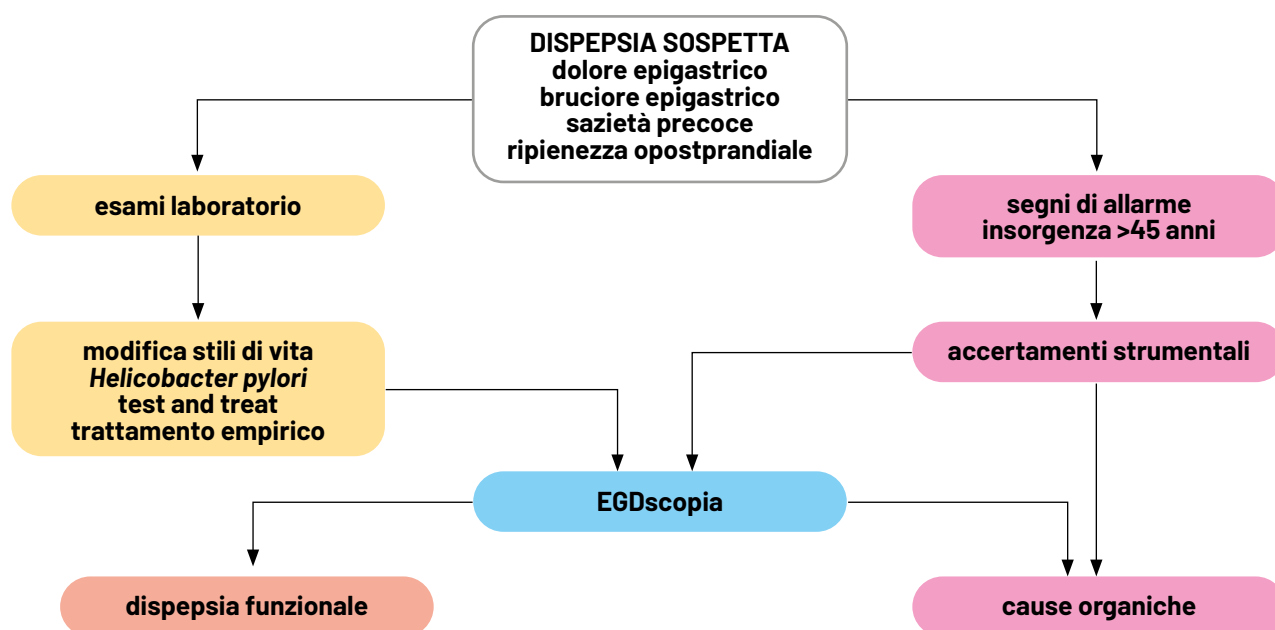 DISPEPSIA SOSPETTA
dolore epigastrico
bruciore epigastrico
sazietà precoce
ripienezza opostprandiale
esami laboratorio
segni di allarme
insorgenza >45 anni
modifica stili di vita
Helicobacter pylori
test and treat
trattamento empirico
accertamenti strumentali
EGDscopia
dispepsia funzionale
cause organiche